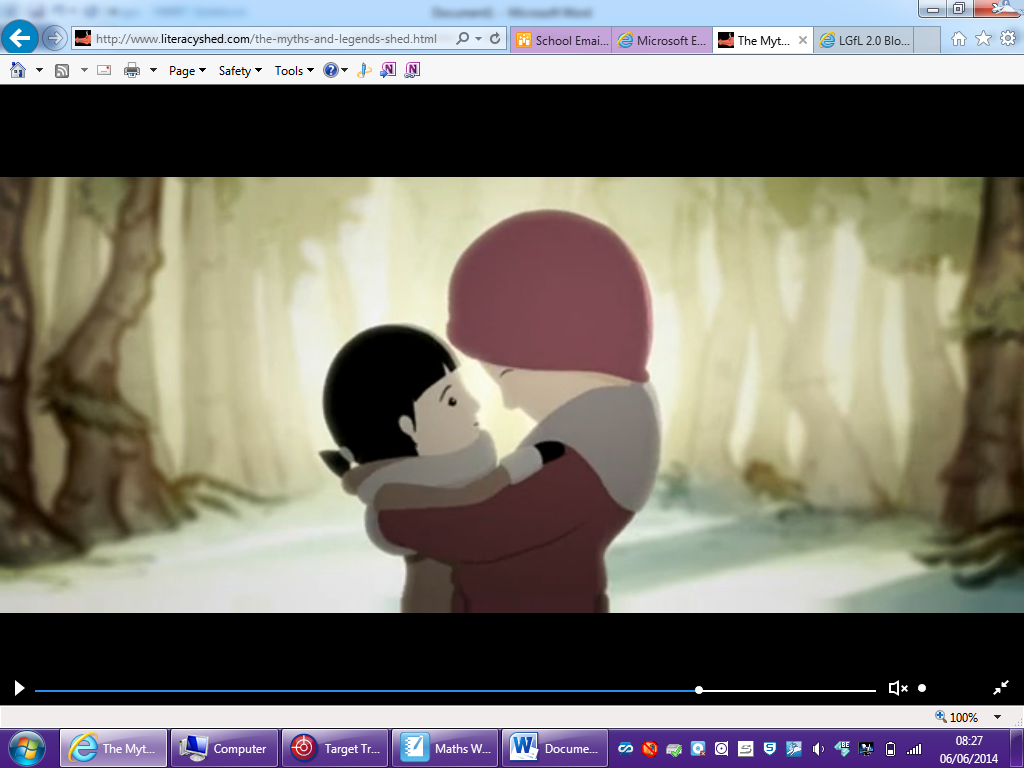 Document1 - Microsoft Word
http://www.literacyshed.com/the-myths-and-legends-shed.html
School Emai...
Microsoft E...
The Myt...
LGfL 2.0 Blo...
Page
Safety
Tools
100%
The Myt...
Computer
Target Tr...
Maths W...
Docume...
08:27
06/06/2014